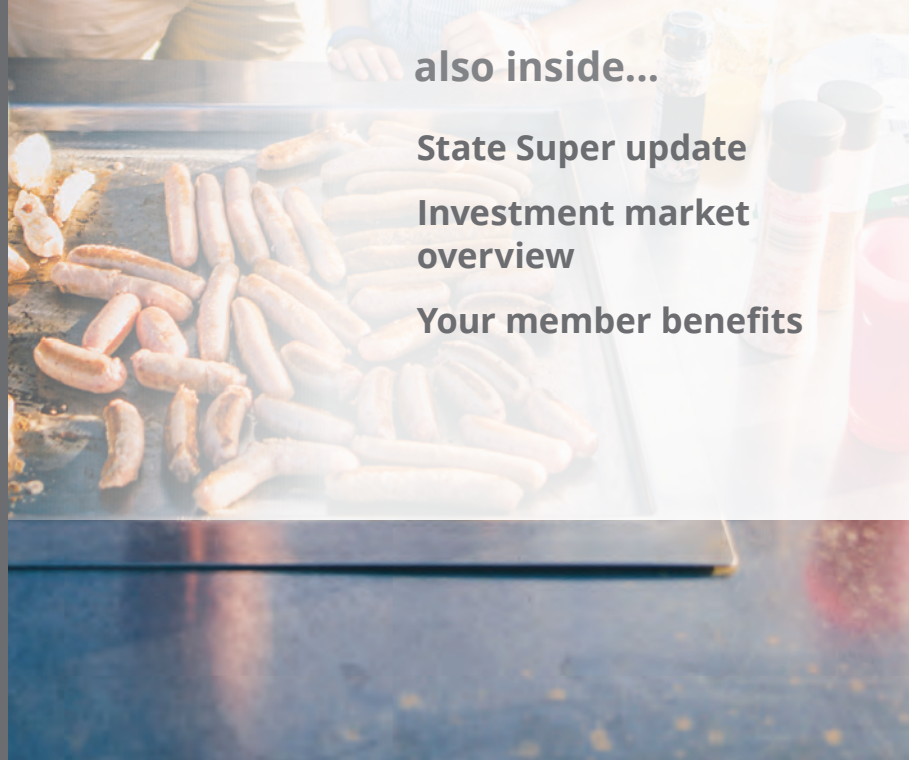 also inside...
State Super update
Investment market
overview
Your member benefits